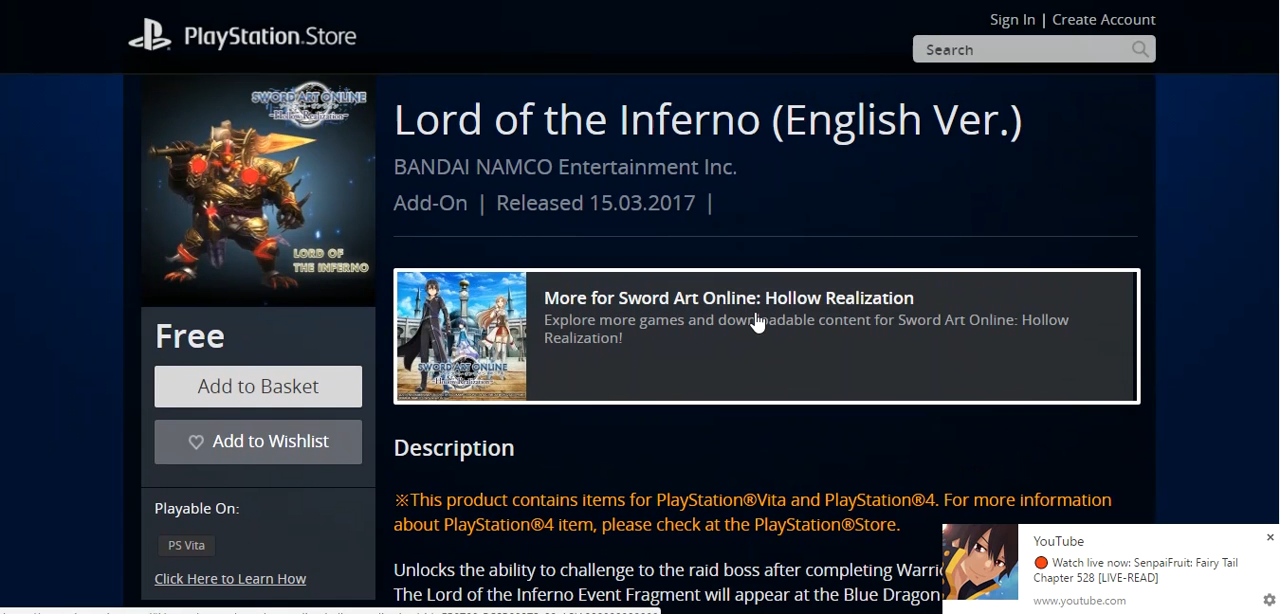 PlayStation®Store
Sign In | Create Account
Search
SWORD ART ONLINE
-Hollow Realization-
LORD OF
THE INFERNO
Lord of the Inferno (English Ver.)
BANDAI NAMCO Entertainment Inc.
Add-On | Released 15.03.2017 |
Free
Add to Basket
Add to Wishlist
Playable On:
PS Vita
Click Here to Learn How
SWORD ART ONLINE
More for Sword Art Online: Hollow Realization
Explore more games and downloadable content for Sword Art Online: Hollow
Realization!
Description
※This product contains items for PlayStation®Vita and PlayStation®4. For more information
about PlayStation®4 item, please check at the PlayStation®Store.
Unlocks the ability to challenge to the raid boss after completing Warri
The Lord of the Inferno Event Fragment will appear at the Blue Dragon
YouTube
Watch live now: SenpaiFruit: Fairy Tail
Chapter 528 [LIVE-READ]
www.youtube.com